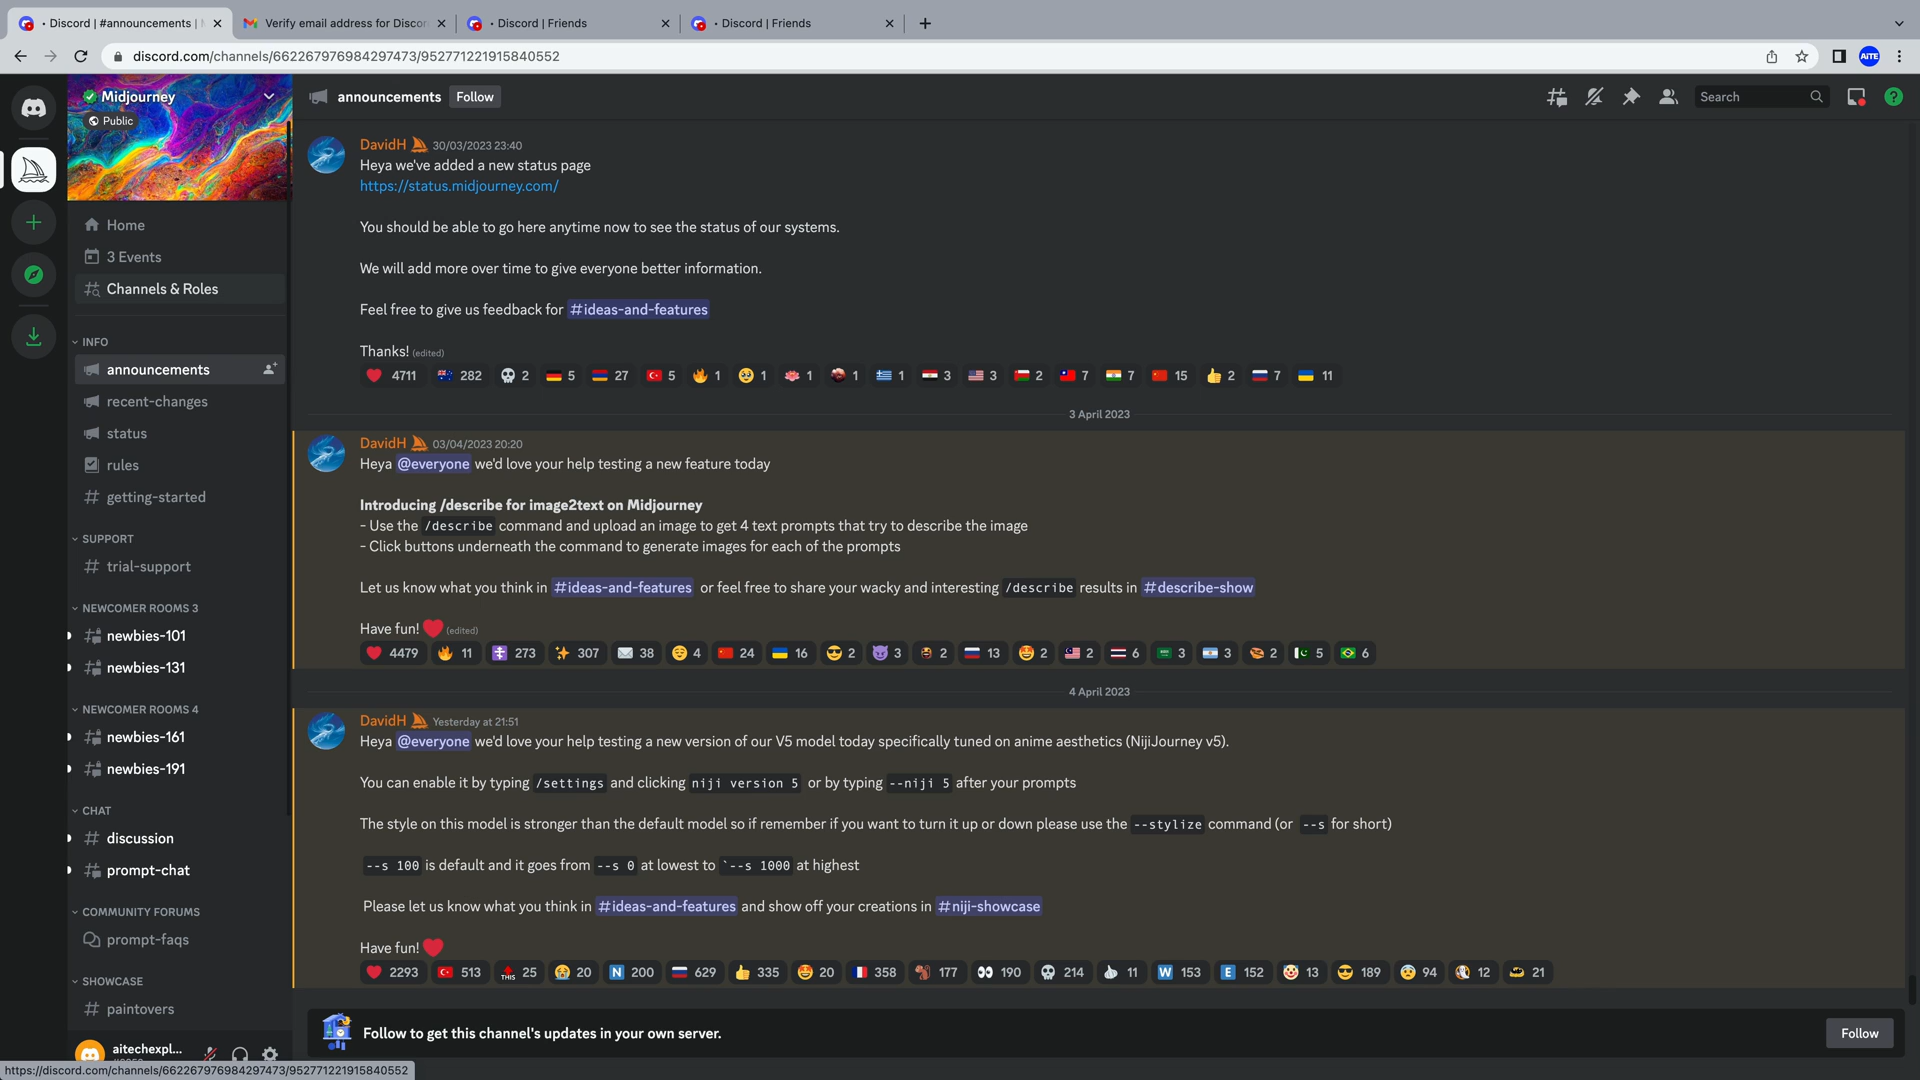 • Discord | #announcements |
Verify email address for Discor
• Discord | Friends
• Discord | Friends
discord.com/channels/662267976984297473/952771221915840552
AITE
Midjourney
Public
announcements
Follow
Search
Home
3 Events
Channels & Roles
INFO
announcements
recent-changes
status
rules
getting-started
SUPPORT
trial-support
NEWCOMER ROOMS 3
newbies-101
newbies-131
NEWCOMER ROOMS 4
newbies-161
newbies-191
CHAT
discussion
prompt-chat
COMMUNITY FORUMS
prompt-faqs
SHOWCASE
paintovers
aitechexpl...
DavidH 30/03/2023 23:40
Heya we've added a new status page
https://status.midjourney.com/
You should be able to go here anytime now to see the status of our systems.
We will add more over time to give everyone better information.
Feel free to give us feedback for #ideas-and-features
Thanks! (edited)
4711 282 2 5 27 5 1 1 1 1 1 3 3 2 7 7 15 2 7 11
3 April 2023
DavidH 03/04/2023 20:20
Heya @everyone we'd love your help testing a new feature today
Introducing /describe for image2text on Midjourney
- Use the /describe command and upload an image to get 4 text prompts that try to describe the image
- Click buttons underneath the command to generate images for each of the prompts
Let us know what you think in #ideas-and-features or feel free to share your wacky and interesting /describe results in #describe-show
Have fun! (edited)
4479 11 273 307 38 4 24 16 2 3 2 13 2 2 6 3 3 2 5 6
4 April 2023
DavidH Yesterday at 21:51
Heya @everyone we'd love your help testing a new version of our V5 model today specifically tuned on anime aesthetics (NijiJourney v5).
You can enable it by typing /settings and clicking niji version 5 or by typing --niji 5 after your prompts
The style on this model is stronger than the default model so if remember if you want to turn it up or down please use the --stylize command (or --s for short)
--s 100 is default and it goes from --s 0 at lowest to `--s 1000 at highest
Please let us know what you think in #ideas-and-features and show off your creations in #niji-showcase
Have fun!
2293 513 THIS 25 20 N 200 629 335 20 358 177 190 214 11 W 153 E 152 13 189 94 12 21
Follow to get this channel's updates in your own server.
Follow
https://discord.com/channels/662267976984297473/952771221915840552